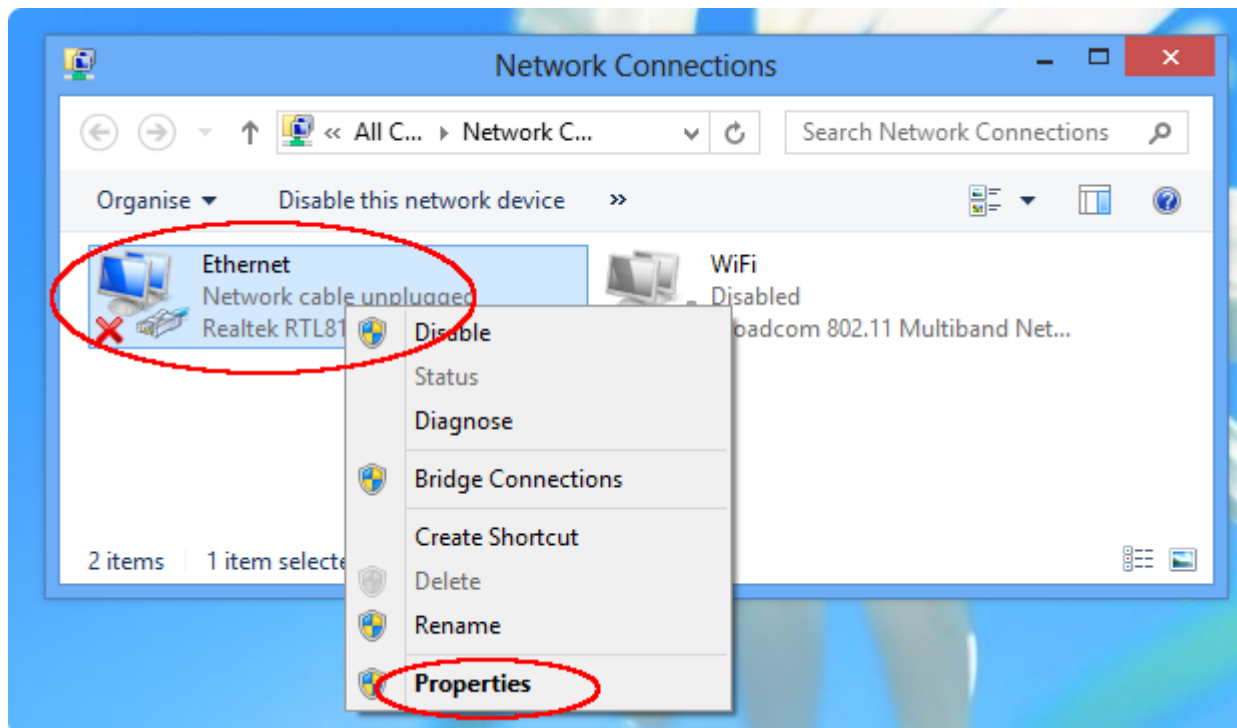 Network Connections
« All C... Network C...
Search Network Connections
Organise
Disable this network device
»
Ethernet
Network cable unplugged
Realtek RTL81
WiFi
Disabled
802.11 Multiband Net...
Disable
Status
Diagnose
Bridge Connections
Create Shortcut
Delete
Rename
Properties
2 items
1 item